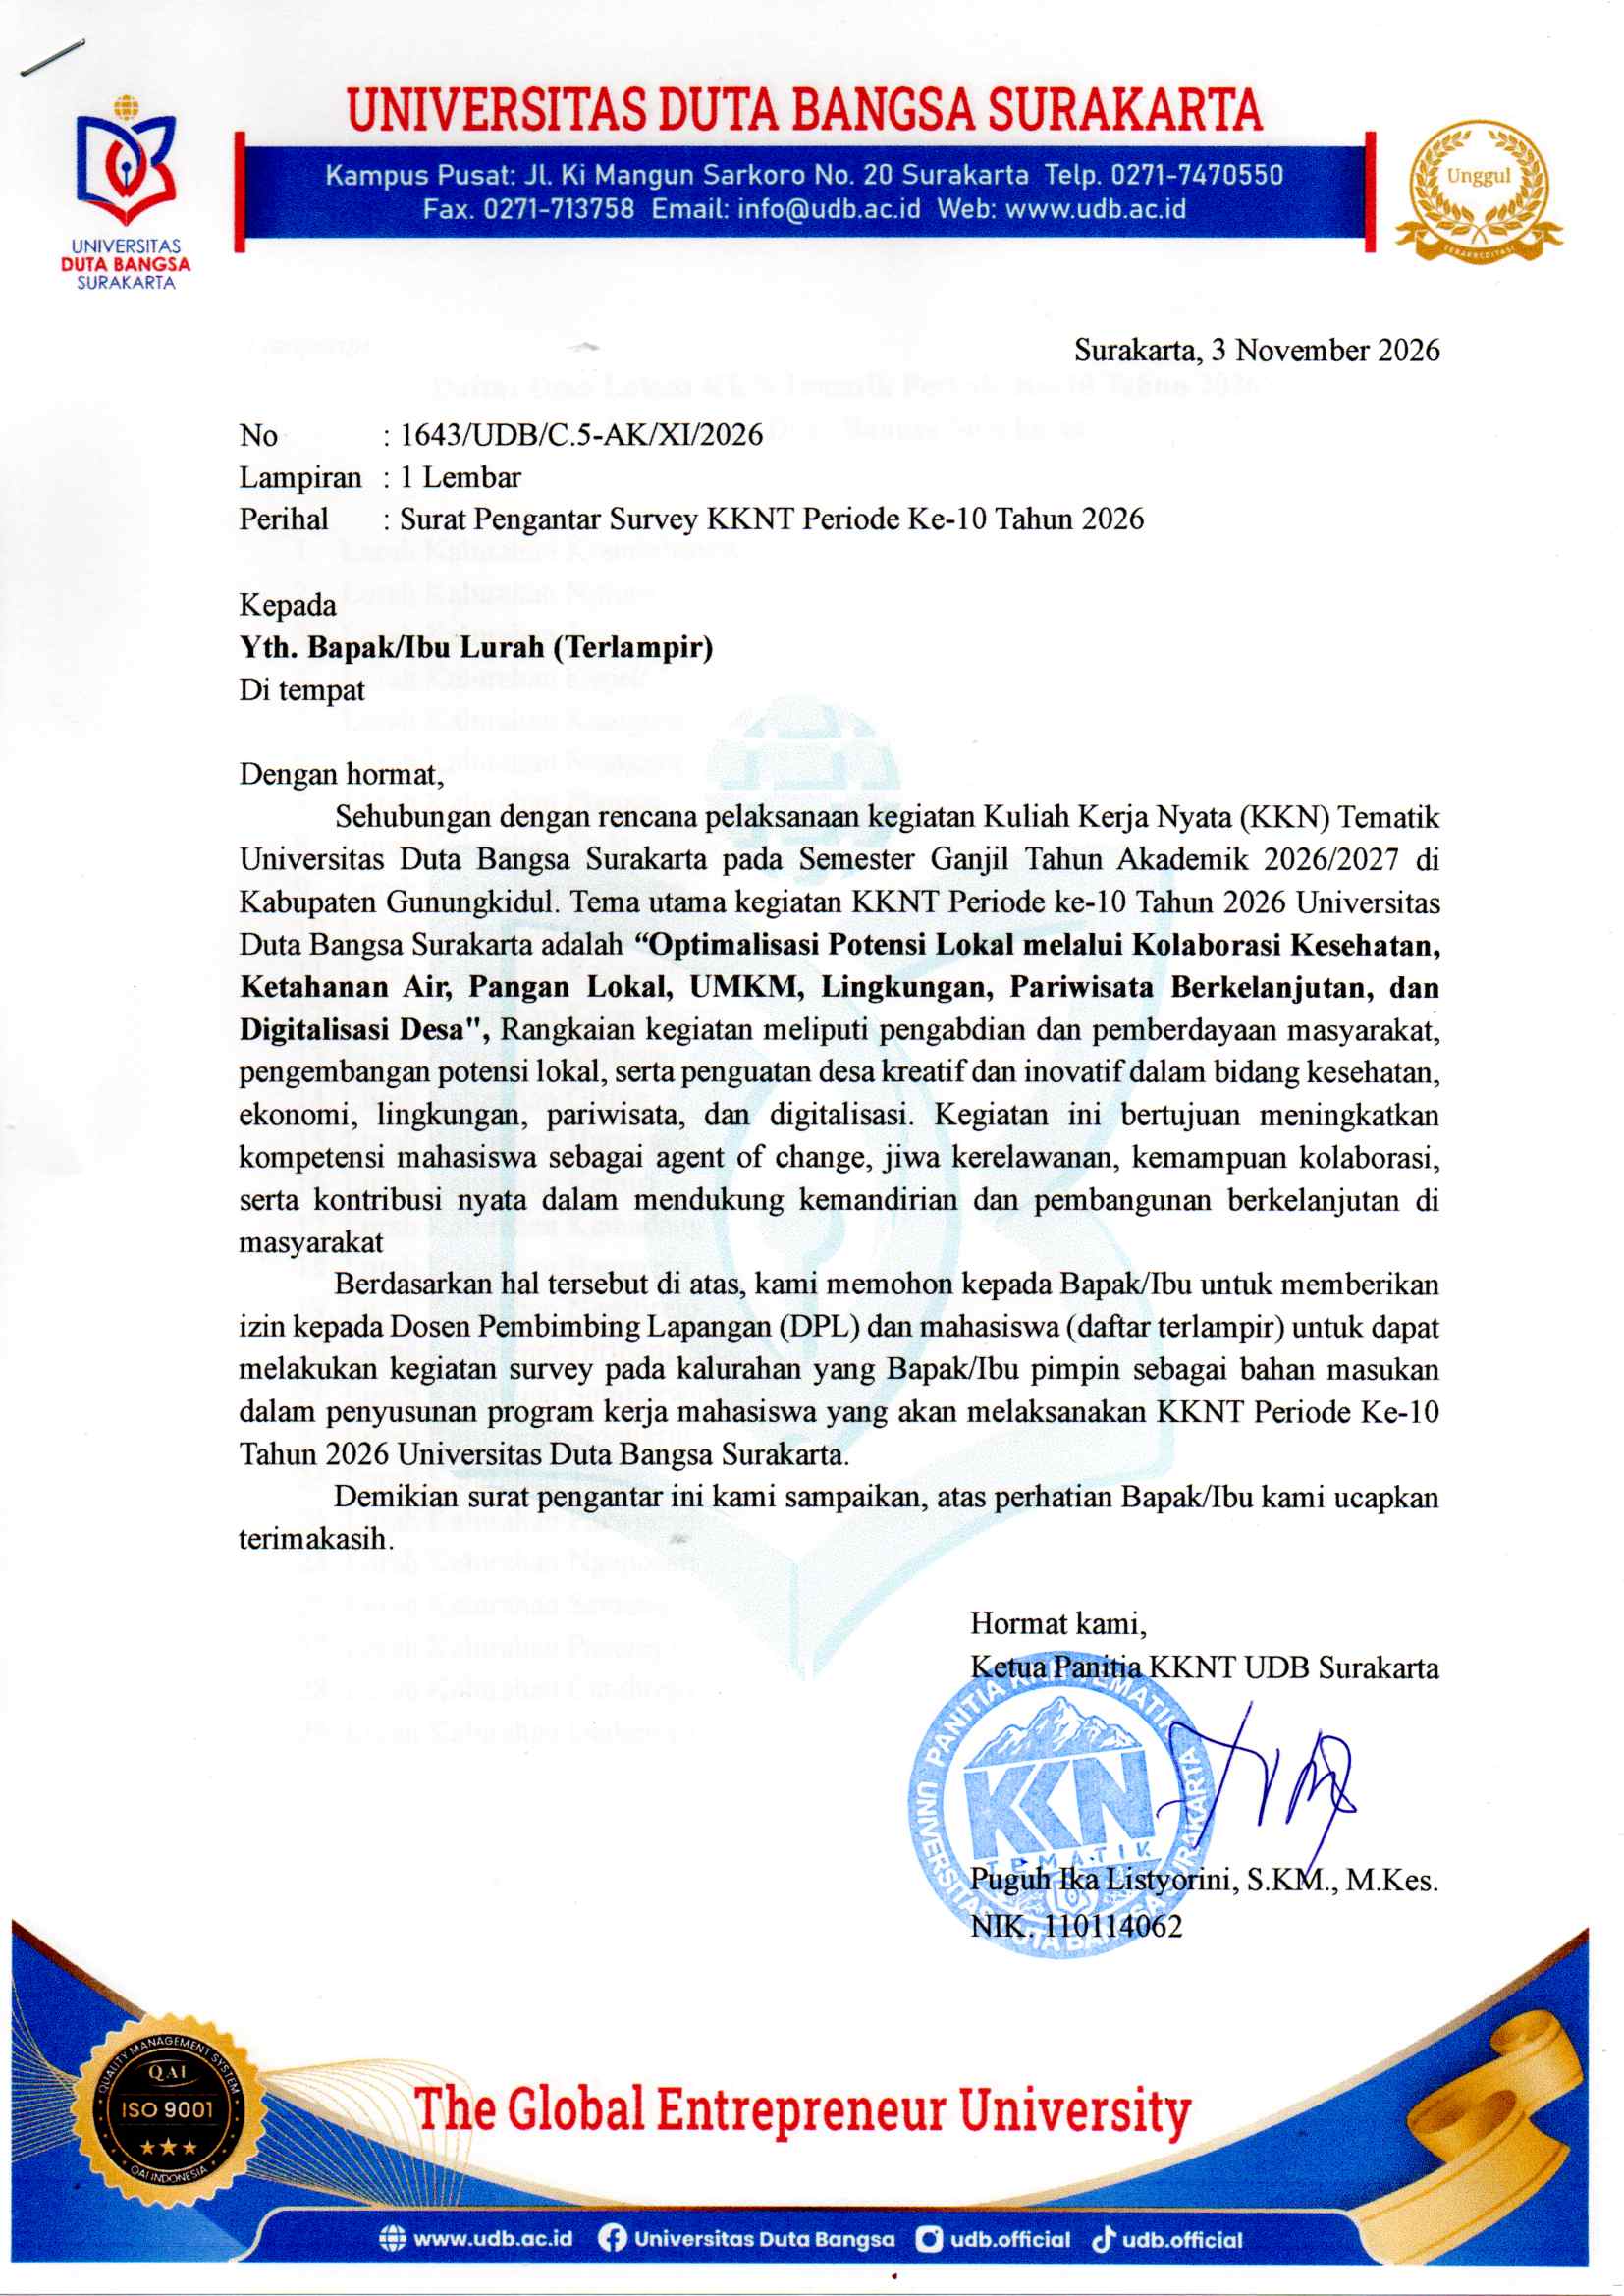 UNIVERSITAS DUTA BANGSA SURAKARTA
Kampus Pusat: Jl. Ki Mangun Sarkoro No. 20 Surakarta Telp. 0271-7470550
Fax. 0271-713758 Email: info@udb.ac.id Web: www.udb.ac.id
UNIVERSITAS
DUTA BANGSA
SURAKARTA
Unggul
TERAKREDITASI
Surakarta, 3 November 2026
No : 1643/UDB/C.5-AK/XI/2026
Lampiran : 1 Lembar
Perihal : Surat Pengantar Survey KKNT Periode Ke-10 Tahun 2026
Kepada
Yth. Bapak/Ibu Lurah (Terlampir)
Di tempat
Dengan hormat,
Sehubungan dengan rencana pelaksanaan kegiatan Kuliah Kerja Nyata (KKN) Tematik
Universitas Duta Bangsa Surakarta pada Semester Ganjil Tahun Akademik 2026/2027 di
Kabupaten Gunungkidul. Tema utama kegiatan KKNT Periode ke-10 Tahun 2026 Universitas
Duta Bangsa Surakarta adalah “Optimalisasi Potensi Lokal melalui Kolaborasi Kesehatan,
Ketahanan Air, Pangan Lokal, UMKM, Lingkungan, Pariwisata Berkelanjutan, dan
Digitalisasi Desa", Rangkaian kegiatan meliputi pengabdian dan pemberdayaan masyarakat,
pengembangan potensi lokal, serta penguatan desa kreatif dan inovatif dalam bidang kesehatan,
ekonomi, lingkungan, pariwisata, dan digitalisasi. Kegiatan ini bertujuan meningkatkan
kompetensi mahasiswa sebagai agent of change, jiwa kerelawanan, kemampuan kolaborasi,
serta kontribusi nyata dalam mendukung kemandirian dan pembangunan berkelanjutan di
masyarakat
Berdasarkan hal tersebut di atas, kami memohon kepada Bapak/Ibu untuk memberikan
izin kepada Dosen Pembimbing Lapangan (DPL) dan mahasiswa (daftar terlampir) untuk dapat
melakukan kegiatan survey pada kalurahan yang Bapak/Ibu pimpin sebagai bahan masukan
dalam penyusunan program kerja mahasiswa yang akan melaksanakan KKNT Periode Ke-10
Tahun 2026 Universitas Duta Bangsa Surakarta.
Demikian surat pengantar ini kami sampaikan, atas perhatian Bapak/Ibu kami ucapkan
terimakasih.
Hormat kami,
Ketua Panitia KKNT UDB Surakarta
PANITIA KKN TEMATIK
KKN
TEMATIK
UNIVERSITAS DUTA BANGSA SURAKARTA
Puguh Ika Listyorini, S.KM., M.Kes.
NIK. 110114062
QUALITY MANAGEMENT SYSTEM
QAI
ISO 9001
QAI INDONESIA
The Global Entrepreneur University
www.udb.ac.id Universitas Duta Bangsa udb.official udb.official